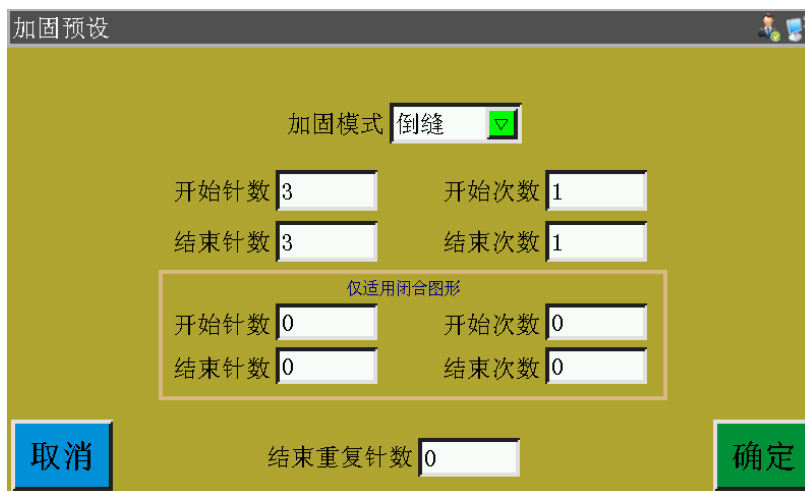 加固预设
加固模式 倒缝
开始针数 3 开始次数 1
结束针数 3 结束次数 1
仅适用闭合图形
开始针数 0 开始次数 0
结束针数 0 结束次数 0
取消 结束重复针数 0 确定